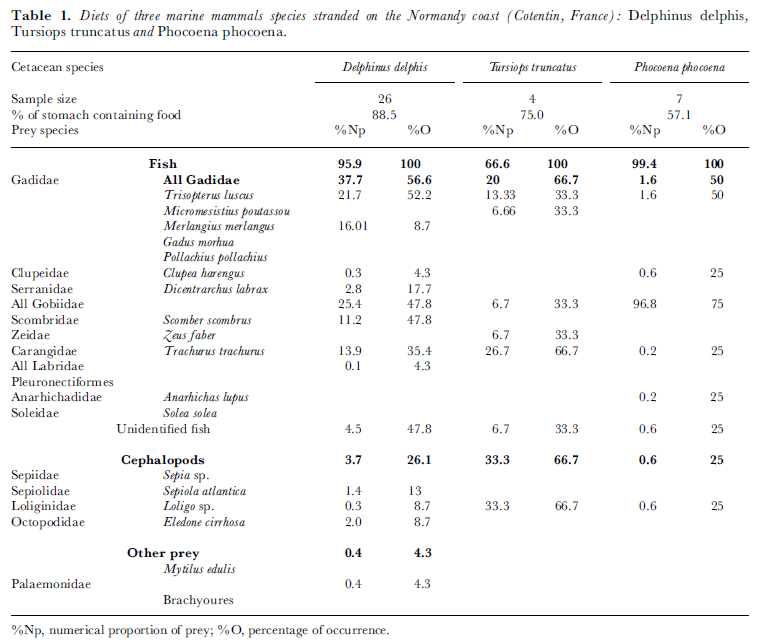 Table 1. Diets of three marine mammals species stranded on the Normandy coast (Cotentin, France): Delphinus delphis,
Tursiops truncatus and Phocoena phocoena.
Cetacean species Delphinus delphis Tursiops truncatus Phocoena phocoena
Sample size 26 4 7
% of stomach containing food 88.5 75.0 57.1
Prey species %Np %O %Np %O %Np %O
Fish 95.9 100 66.6 100 99.4 100
Gadidae All Gadidae 37.7 56.6 20 66.7 1.6 50
Trisopterus luscus 21.7 52.2 13.33 33.3 1.6 50
Micromesistius poutassou 6.66 33.3
Merlangius merlangus 16.01 8.7
Gadus morhua
Pollachius pollachius
Clupeidae Clupea harengus 0.3 4.3 0.6 25
Serranidae Dicentrarchus labrax 2.8 17.7
All Gobiidae 25.4 47.8 6.7 33.3 96.8 75
Scombridae Scomber scombrus 11.2 47.8
Zeidae Zeus faber 6.7 33.3
Carangidae Trachurus trachurus 13.9 35.4 26.7 66.7 0.2 25
All Labridae 0.1 4.3
Pleuronectiformes
Anarhichadidae Anarhichas lupus 0.2 25
Soleidae Solea solea
Unidentified fish 4.5 47.8 6.7 33.3 0.6 25
Cephalopods 3.7 26.1 33.3 66.7 0.6 25
Sepiidae Sepia sp.
Sepiolidae Sepiola atlantica 1.4 13
Loliginidae Loligo sp. 0.3 8.7 33.3 66.7 0.6 25
Octopodidae Eledone cirrhosa 2.0 8.7
Other prey 0.4 4.3
Mytilus edulis
Palaemonidae 0.4 4.3
Brachyoures
%Np, numerical proportion of prey; %O, percentage of occurrence.